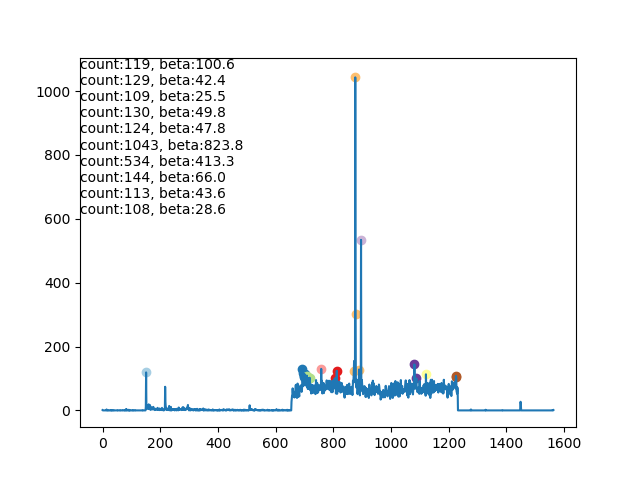 count:119, beta:100.6
count:129, beta:42.4
count:109, beta:25.5
count:130, beta:49.8
count:124, beta:47.8
count:1043, beta:823.8
count:534, beta:413.3
count:144, beta:66.0
count:113, beta:43.6
count:108, beta:28.6
1000
800
600
400
200
0
0 200 400 600 800 1000 1200 1400 1600